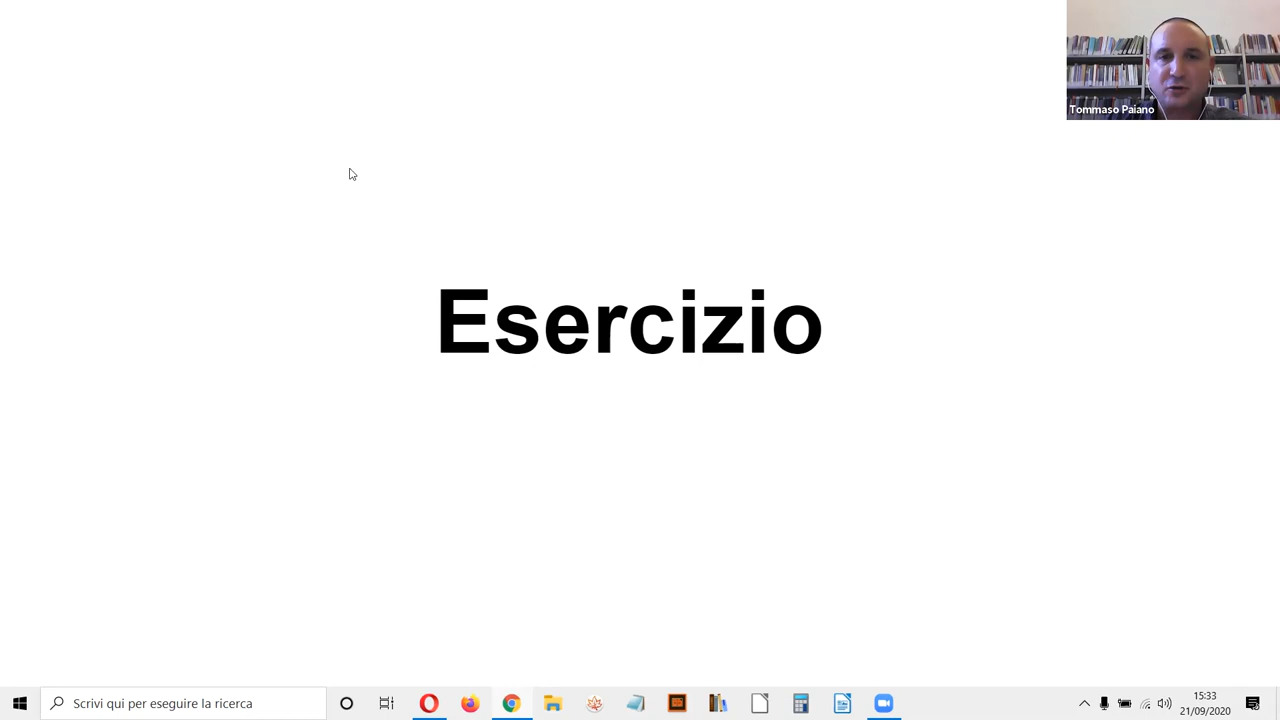 Tommaso Paiano
Esercizio
Scrivi qui per eseguire la ricerca
15:33
21/09/2020